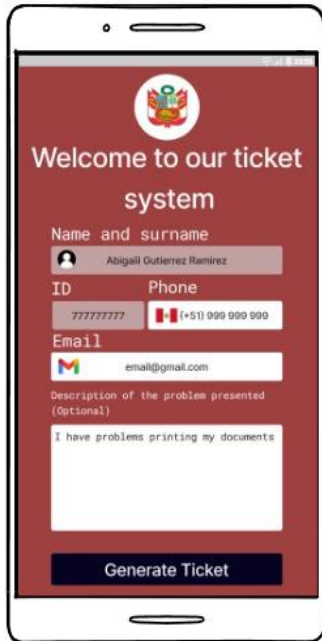 Welcome to our ticket
system
Name and surname
Abigail Gutierrez Ramirez
ID
Phone
777777777
(+51) 999 999 999
Email
email@gmail.com
Description of the problem presented
(Optional)
I have problems printing my documents
Generate Ticket